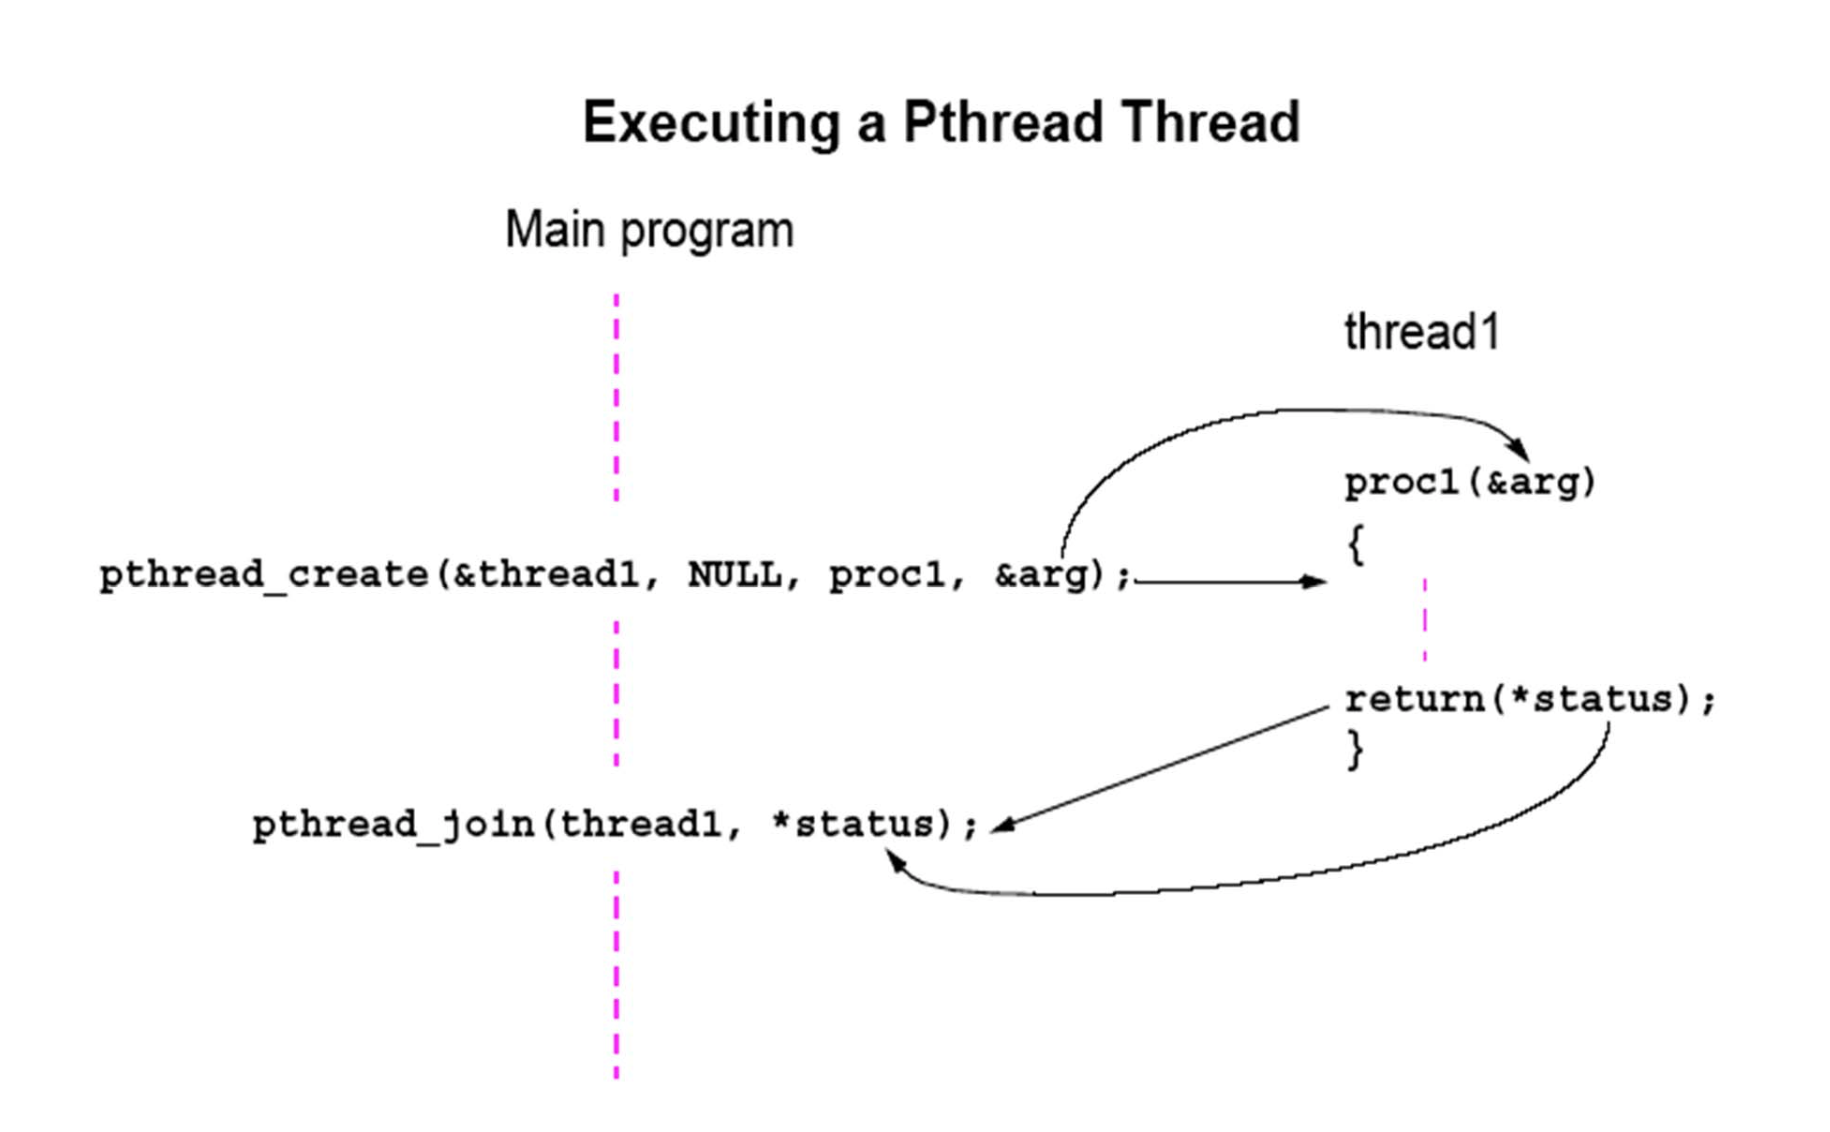 Executing a Pthread Thread
Main program
thread1
proc1(&arg)
{
pthread_create(&thread1, NULL, proc1, &arg);
return(*status);
}
pthread_join(thread1, *status);